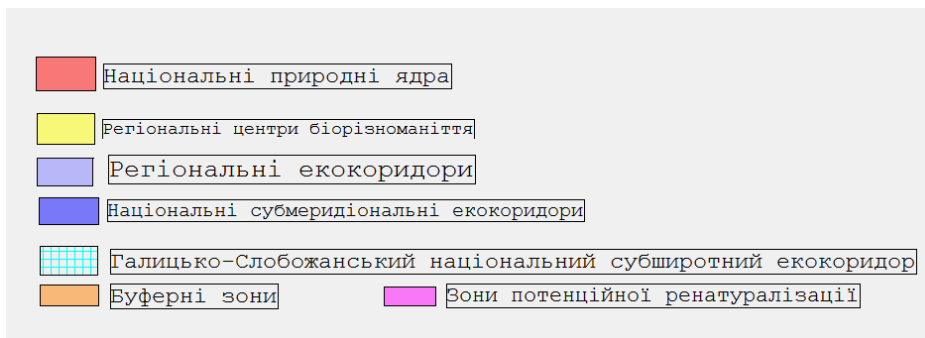 Національні природні ядра
Регіональні центри біорізноманіття
Регіональні екокоридори
Національні субмеридіональні екокоридори
Галицько-Слобожанський національний субширотний екокоридор
Буферні зони
Зони потенційної ренатуралізації